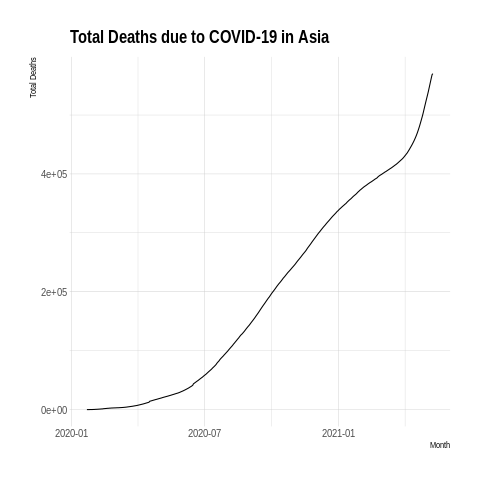 Total Deaths due to COVID-19 in Asia
Total Deaths
4e+05
2e+05
0e+00
2020-01 2020-07 2021-01
Month